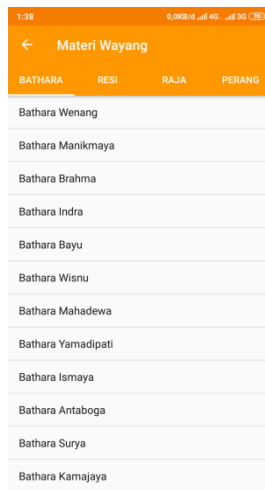 1:38 0,0KB/d 4G 3G
Materi Wayang
BATHARA RESI RAJA PERANG
Bathara Wenang
Bathara Manikmaya
Bathara Brahma
Bathara Indra
Bathara Bayu
Bathara Wisnu
Bathara Mahadewa
Bathara Yamadipati
Bathara Ismaya
Bathara Antaboga
Bathara Surya
Bathara Kamajaya